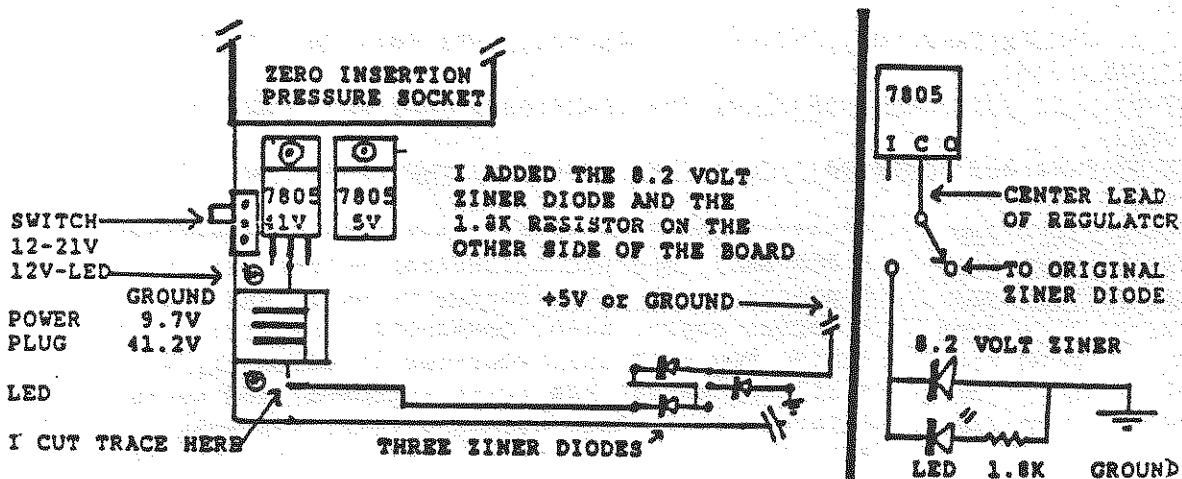 ZERO INSERTION
PRESSURE SOCKET
7805
41V
7805
5V
I ADDED THE 8.2 VOLT
ZINER DIODE AND THE
1.8K RESISTOR ON THE
OTHER SIDE OF THE BOARD
SWITCH
12-21V
12V-LED
GROUND
POWER 9.7V
PLUG 41.2V
LED
I CUT TRACE HERE
THREE ZINER DIODES
+5V or GROUND
7805
I C O
CENTER LEAD
OF REGULATOR
TO ORIGINAL
ZINER DIODE
8.2 VOLT ZINER
LED 1.8K GROUND